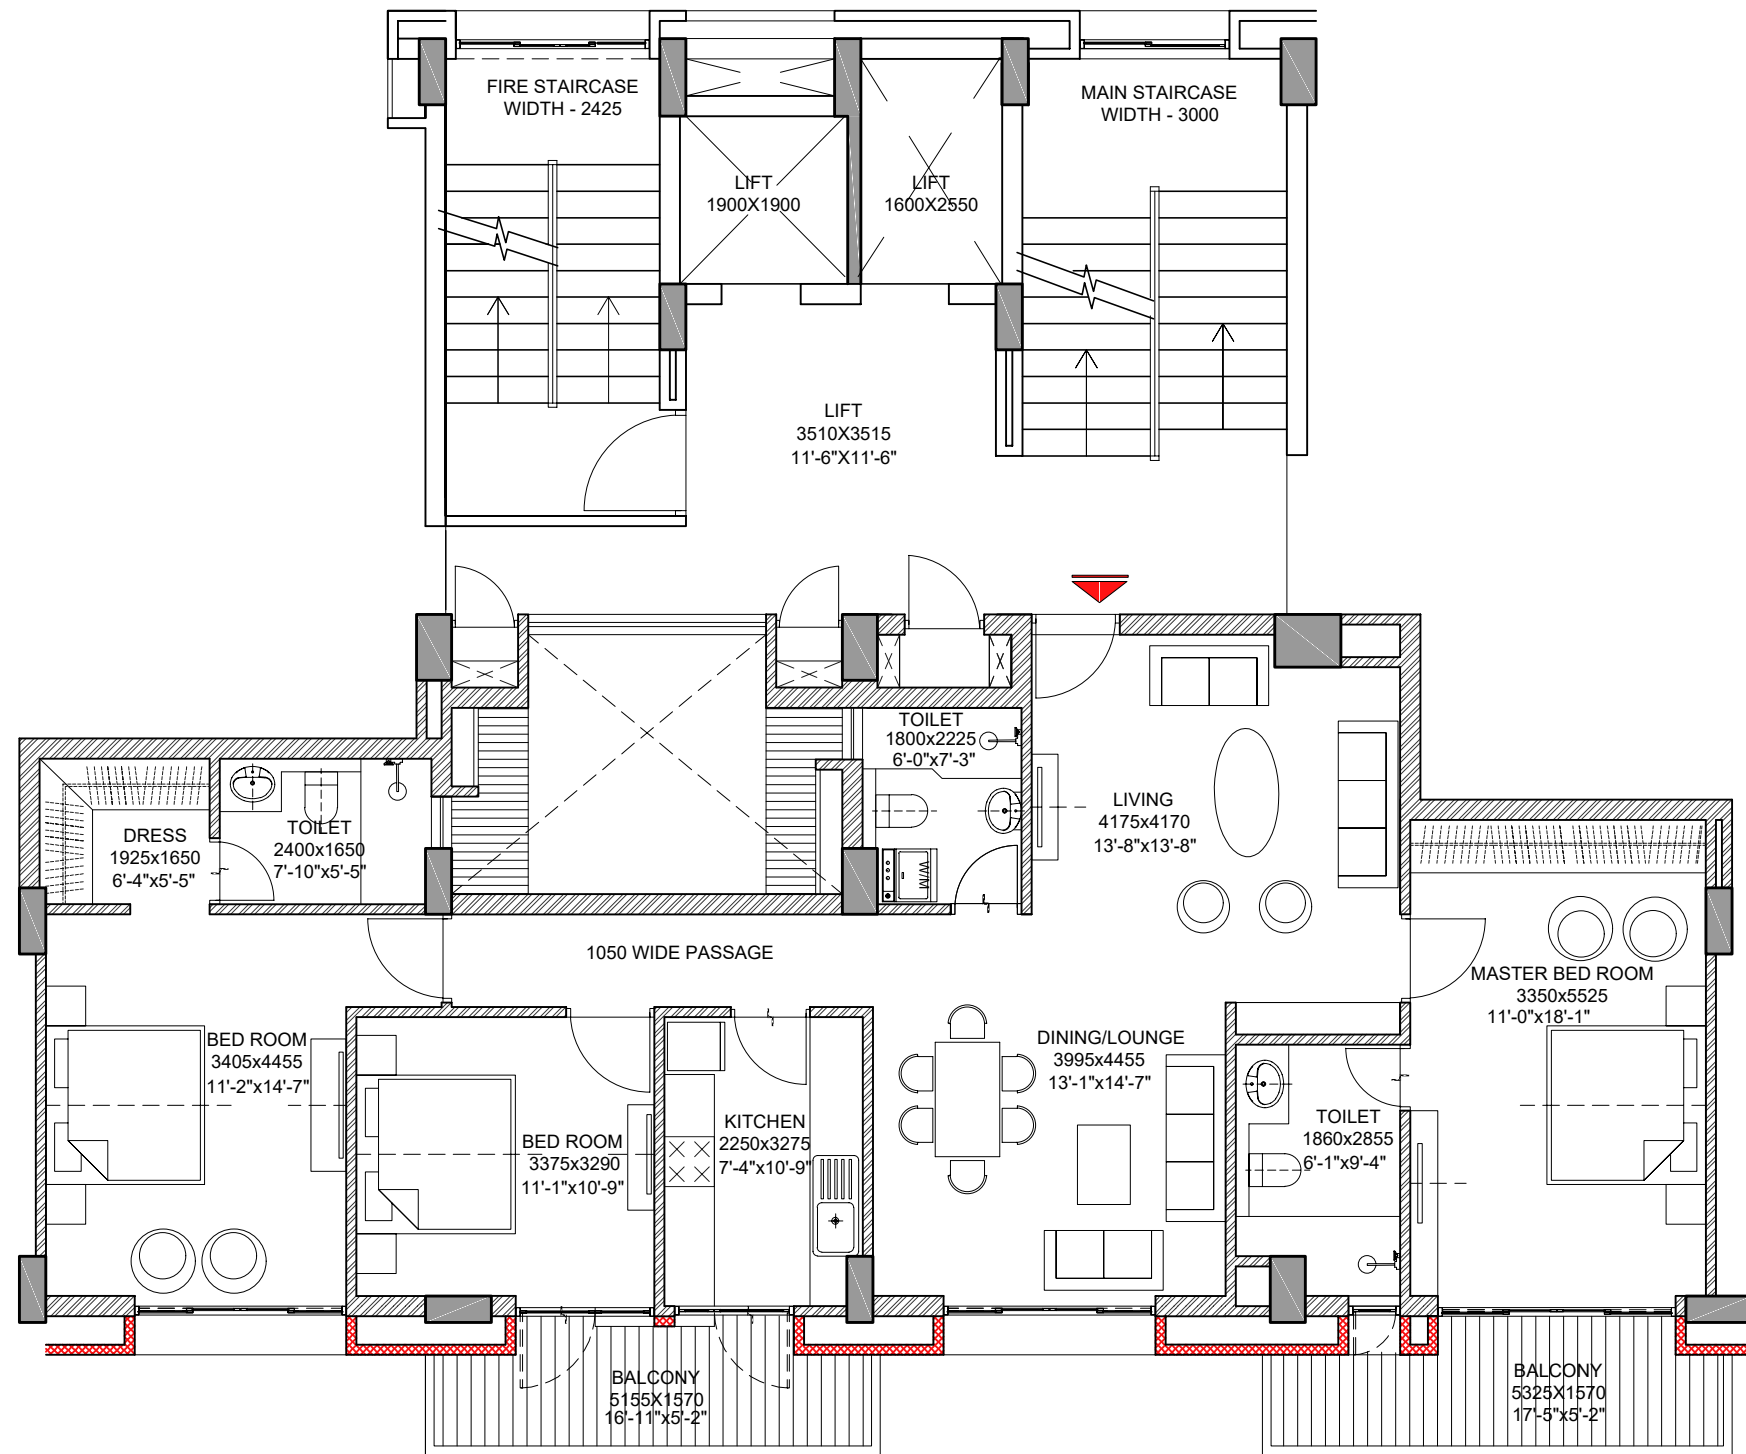 FIRE STAIRCASE
WIDTH - 2425
MAIN STAIRCASE
WIDTH - 3000
LIFT
1900X1900
LIFT
1600X2550
LIFT
3510X3515
11'-6"X11'-6"
TOILET
1800x2225
6'-0"x7'-3"
LIVING
4175x4170
13'-8"x13'-8"
DRESS
1925x1650
6'-4"x5'-5"
TOILET
2400x1650
7'-10"x5'-5"
W/M
1050 WIDE PASSAGE
MASTER BED ROOM
3350x5525
11'-0"x18'-1"
BED ROOM
3405x4455
11'-2"x14'-7"
DINING/LOUNGE
3995x4455
13'-1"x14'-7"
BED ROOM
3375x3290
11'-1"x10'-9"
KITCHEN
2250x3275
7'-4"x10'-9"
TOILET
1860x2855
6'-1"x9'-4"
BALCONY
5155X1570
16'-11"x5'-2"
BALCONY
5325X1570
17'-5"x5'-2"